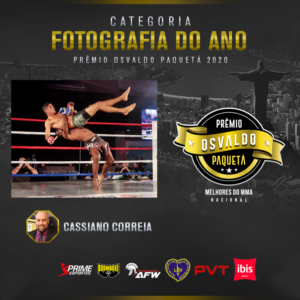 CATEGORIA
FOTOGRAFIA DO ANO
PRÊMIO OSVALDO PAQUETÁ 2020
PRÊMIO
OSVALDO
PAQUETÁ
MELHORES DO MMA
NACIONAL
CASSIANO CORREIA
PRIME
ESPORTES
AFW
PVT
ibis